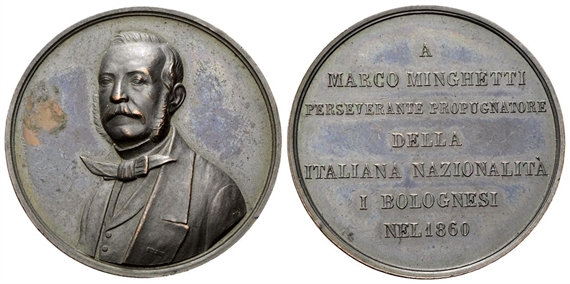 A
MARCO MINGHETTI
PERSEVERANTE PROPUGNATORE
DELLA
ITALIANA NAZIONALITÀ
I BOLOGNESI
NEL 1860